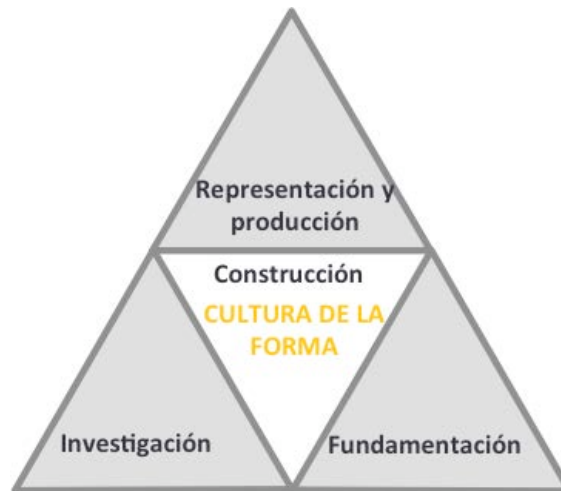 Representación y
producción
Construcción
CULTURA DE LA
FORMA
Investigación
Fundamentación